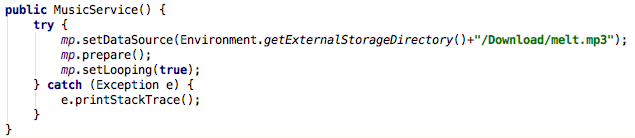 public MusicService() {
    try {
        mp.setDataSource(Environment.getExternalStorageDirectory()+"/Download/melt.mp3");
        mp.prepare();
        mp.setLooping(true);
    } catch (Exception e) {
        e.printStackTrace();
    }
}